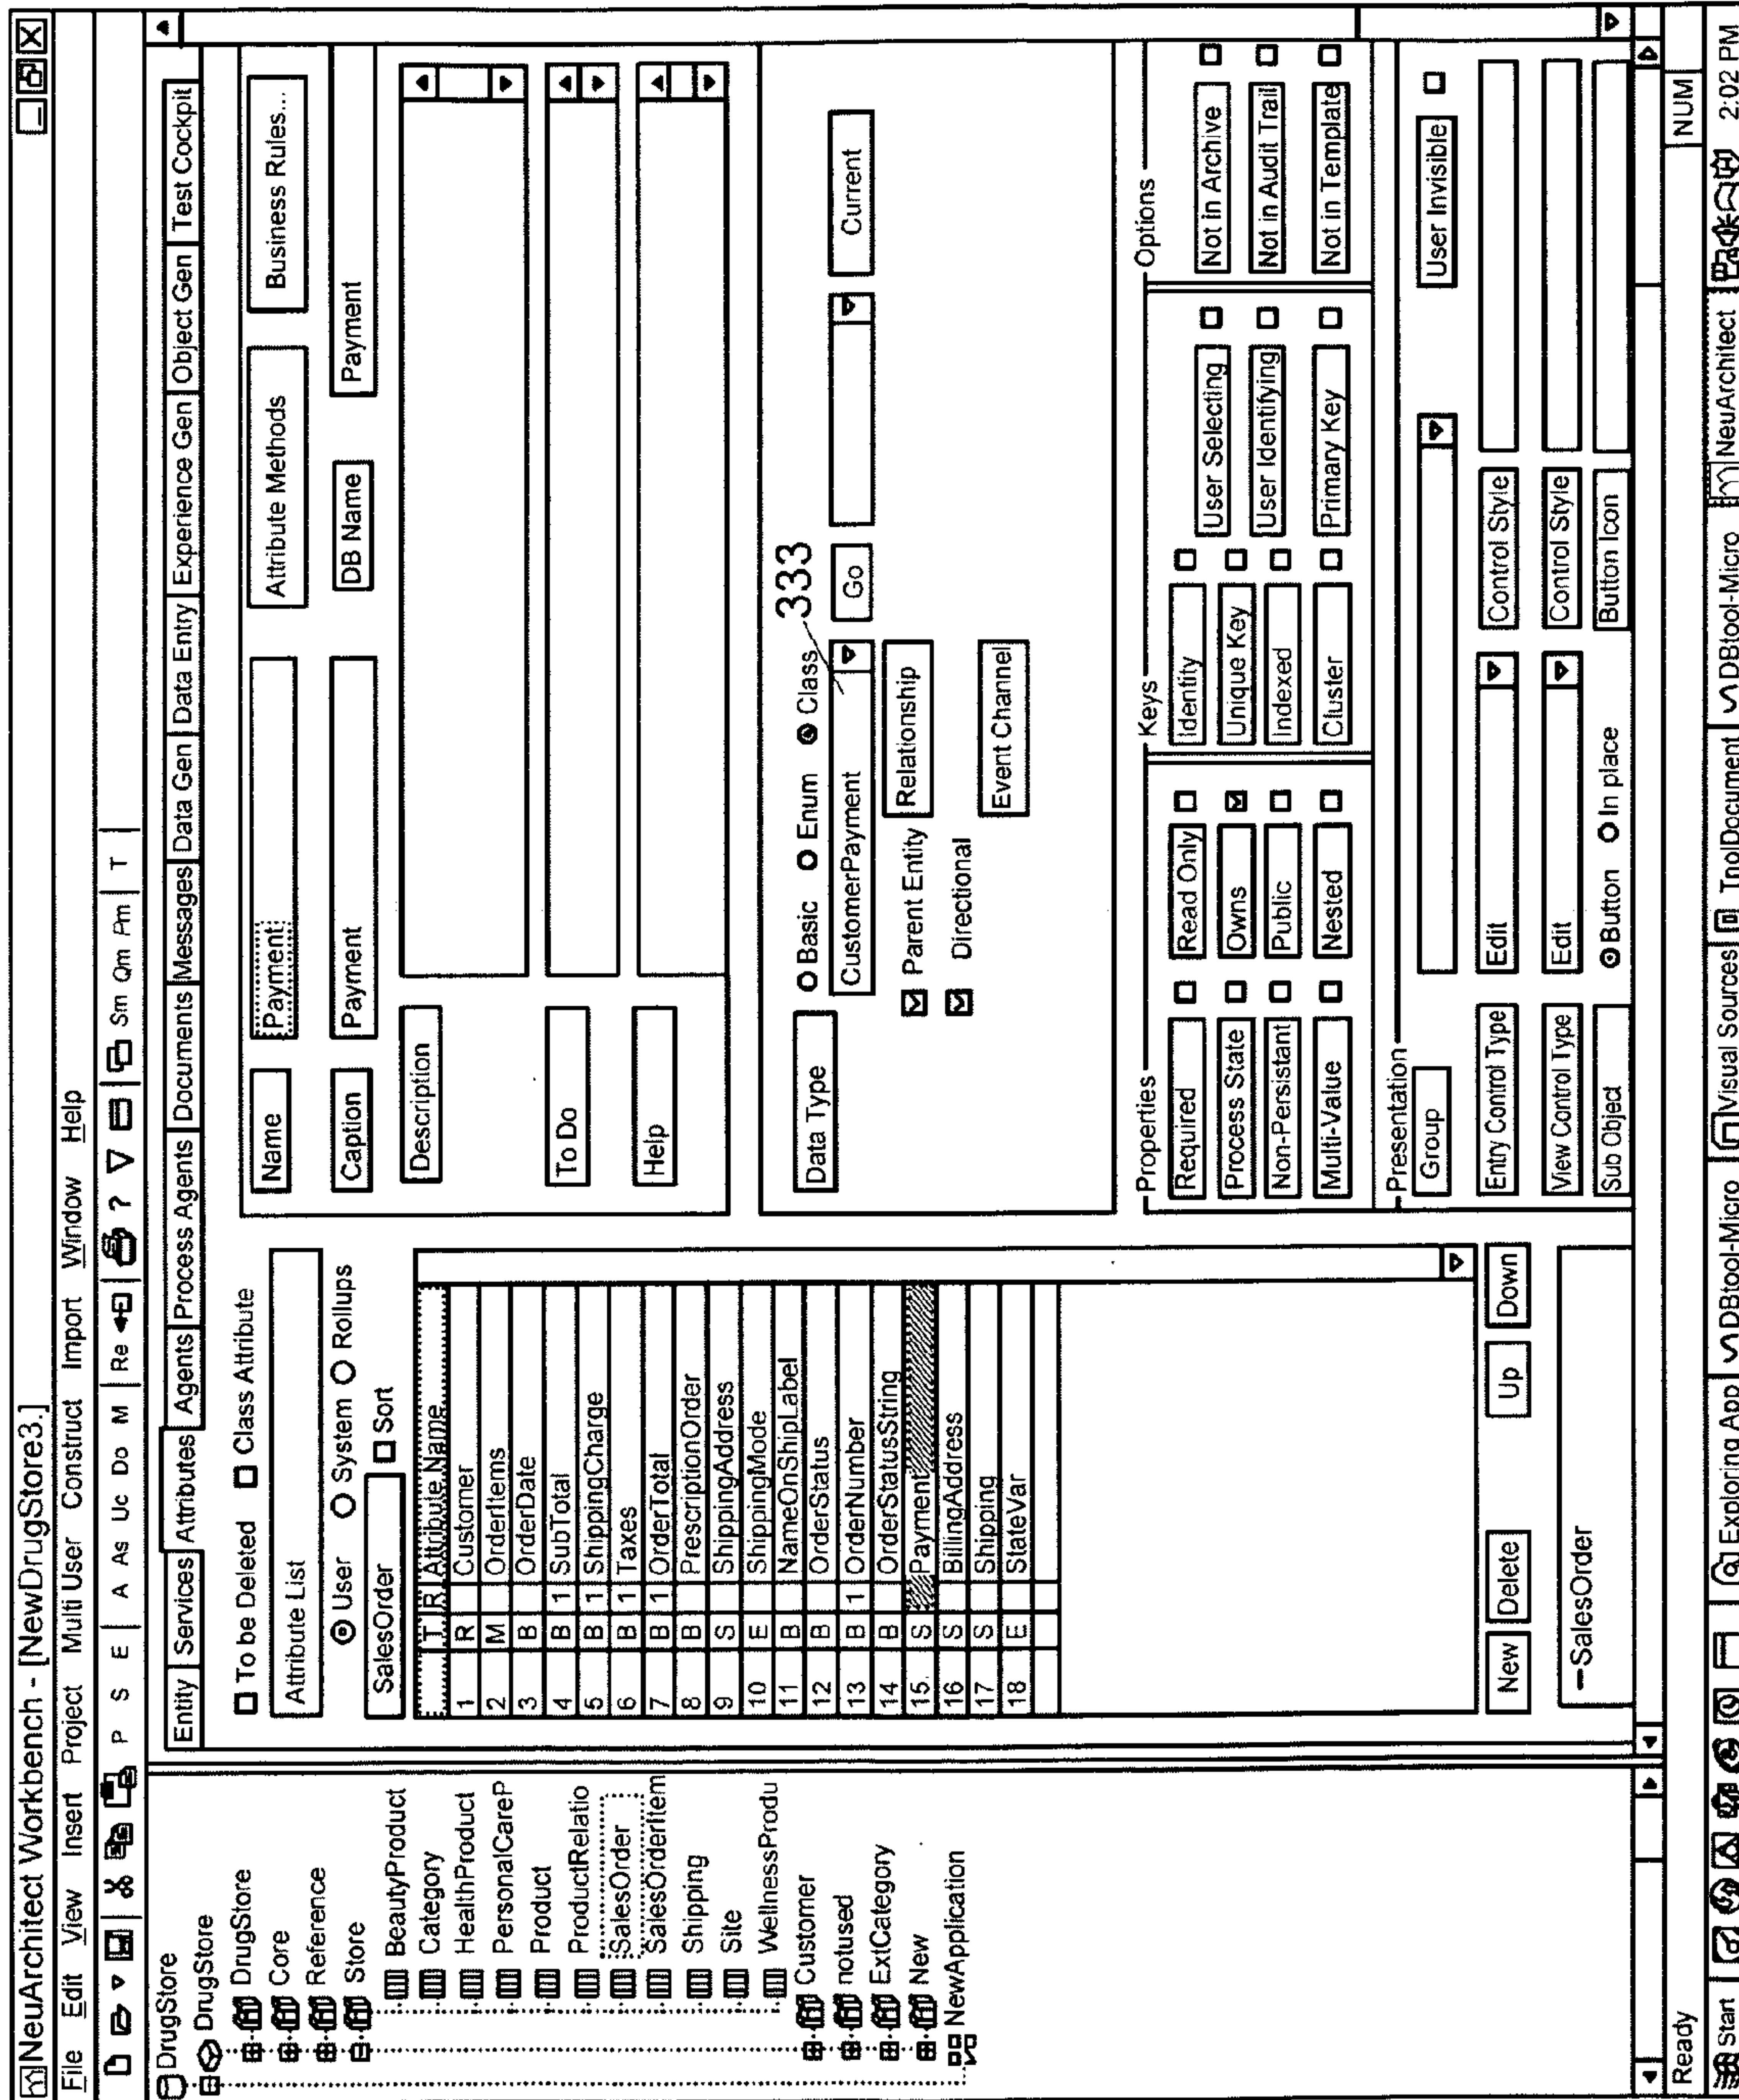 NeuArchitect Workbench - [NewDrugStore3.]
File Edit View Insert Project Multi User Construct Import Window Help
P S E A As Uc Do M Re ? Sm Qm Pm T
DrugStore
DrugStore
DrugStore
Core
Reference
Store
BeautyProduct
Category
HealthProduct
PersonalCareP
Product
ProductRelatio
SalesOrder
SalesOrderItem
Shipping
Site
WellnessProdu
Customer
notused
ExtCategory
New
NewApplication
Entity Services Attributes Agents Process Agents Documents Messages Data Gen Data Entry Experience Gen Object Gen Test Cockpit
To be Deleted Class Attribute
Attribute List
User System Rollups
SalesOrder Sort
T R Attribute Name
1 R Customer
2 M OrderItems
3 B OrderDate
4 B 1 SubTotal
5 B 1 ShippingCharge
6 B 1 Taxes
7 B 1 OrderTotal
8 B PrescriptionOrder
9 S ShippingAddress
10 E ShippingMode
11 B NameOnShipLabel
12 B OrderStatus
13 B 1 OrderNumber
14 B OrderStatusString
15 S Payment
16 S BillingAddress
17 S Shipping
18 E StateVar
New Delete Up Down
SalesOrder
Name Payment Attribute Methods Business Rules...
Caption Payment DB Name Payment
Description
To Do
Help
Data Type Basic Enum Class 333
CustomerPayment Go Current
Parent Entity Relationship
Directional
Event Channel
Properties Keys Options
Required Read Only Identity User Selecting Not in Archive
Process State Owns Unique Key User Identifying Not in Audit Trail
Non-Persistant Public Indexed
Multi-Value Nested Cluster Primary Key Not in Template
Presentation
Group User Invisible
Entry Control Type Edit Control Style
View Control Type Edit Control Style
Sub Object Button In place Button Icon
Ready NUM
Start Exploring App DBtool-Micro Visual Sources ToolDocument DBtool-Micro NeuArchitect 2:02 PM